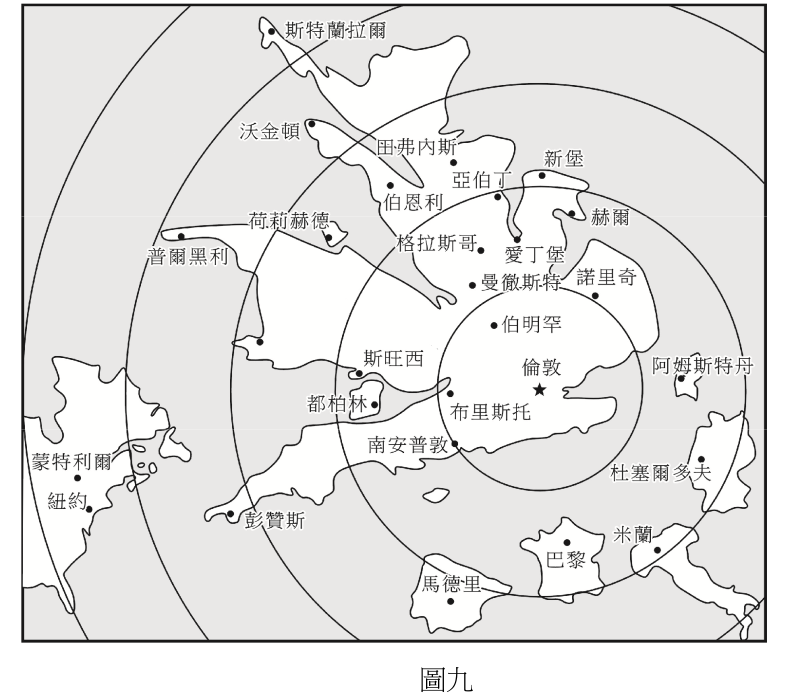 斯特蘭拉爾
沃金頓
田弗內斯
新堡
亞伯丁
伯恩利
荷莉赫德
赫爾
格拉斯哥
愛丁堡
普爾黑利
曼徹斯特
諾里奇
伯明罕
斯旺西
倫敦
阿姆斯特丹
都柏林
布里斯托
南安普敦
蒙特利爾
杜塞爾多夫
紐約
彭贊斯
米蘭
巴黎
馬德里
圖九